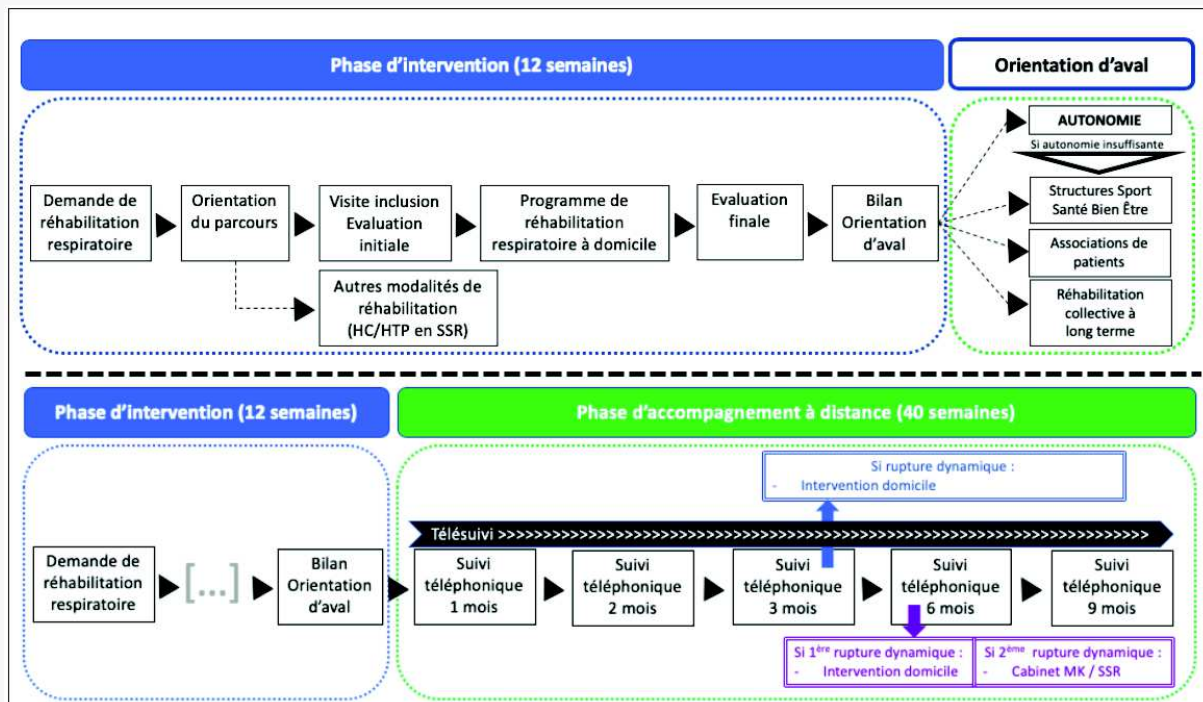 Phase d'intervention (12 semaines)
Orientation d'aval
Demande de
réhabilitation
respiratoire
Orientation
du parcours
Visite inclusion
Evaluation
initiale
Autres modalités de
réhabilitation
(HC/HTP en SSR)
Programme de
réhabilitation
respiratoire à domicile
Evaluation
finale
Bilan
Orientation
d'aval
AUTONOMIE
Si autonomie insuffisante
Structures Sport
Santé Bien Être
Associations de
patients
Réhabilitation
collective à
long terme
Phase d'intervention (12 semaines)
Phase d'accompagnement à distance (40 semaines)
Si rupture dynamique :
- Intervention domicile
Télésuivi >>>>>>>>>>>>>>>>>>>>>>>>>>>>>>>>>>>>>>>>>>>>>>>>>>>>>>>>>>>>>>>>>>>>>>>>
Demande de
réhabilitation
respiratoire
[...]
Bilan
Orientation
d'aval
Suivi
téléphonique
1 mois
Suivi
téléphonique
2 mois
Suivi
téléphonique
3 mois
Suivi
téléphonique
6 mois
Suivi
téléphonique
9 mois
Si 1ère rupture dynamique :
- Intervention domicile
Si 2ème rupture dynamique :
- Cabinet MK / SSR